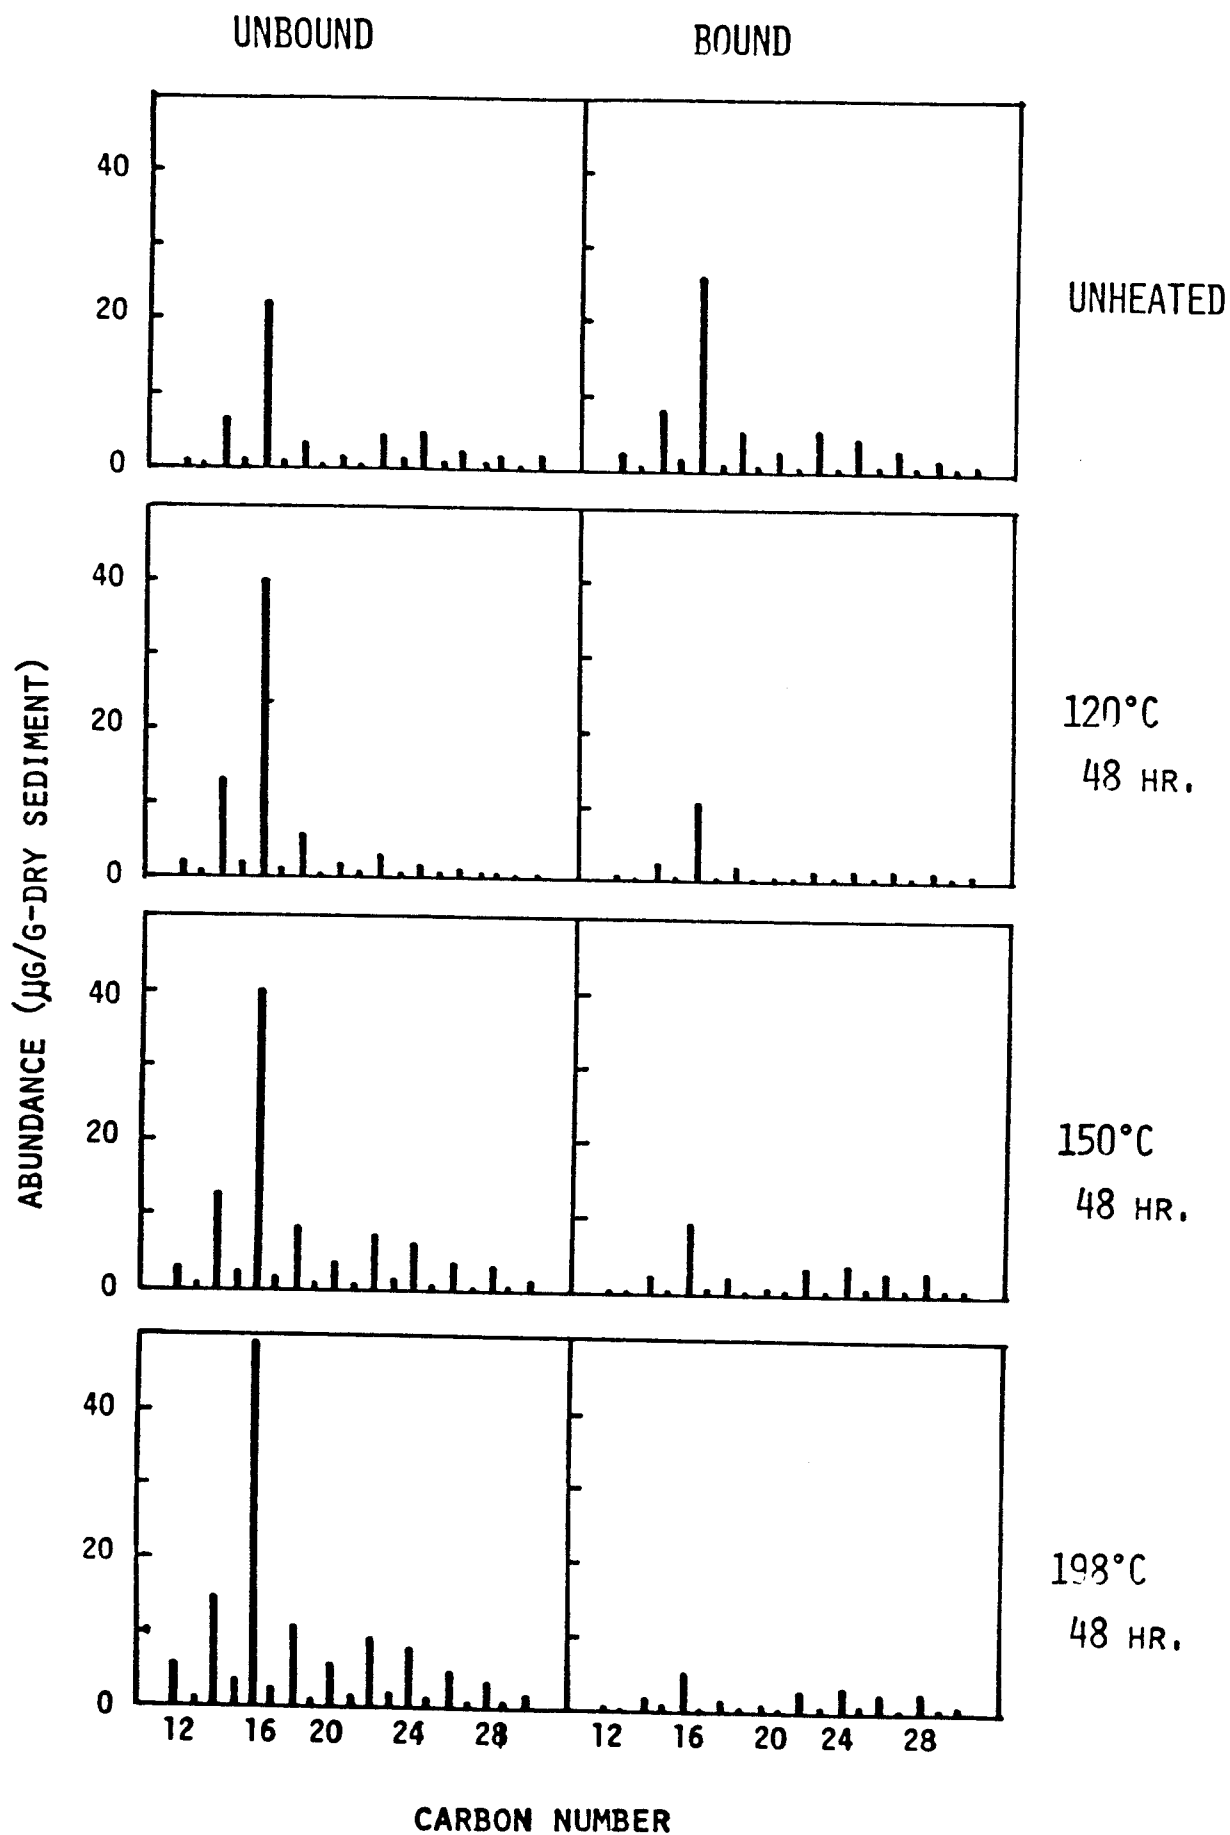 UNBOUND
BOUND
40
20
0
UNHEATED
40
20
0
120°C
48 HR.
40
20
0
150°C
48 HR.
40
20
0
198°C
48 HR.
12 16 20 24 28 12 16 20 24 28
CARBON NUMBER
ABUNDANCE (µG/G-DRY SEDIMENT)